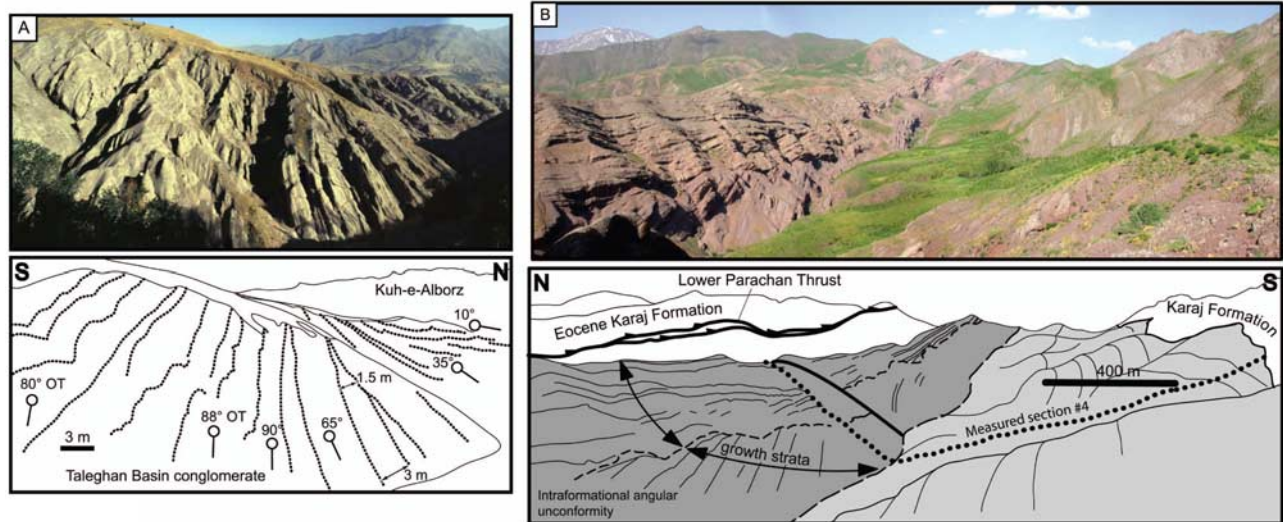 A
B
S
N
Kuh-e-Alborz
10°
35°
1.5 m
80° OT
88° OT
90°
65°
3 m
3 m
Taleghan Basin conglomerate
N
S
Lower Parachan Thrust
Eocene Karaj Formation
Karaj Formation
400 m
Measured section #4
growth strata
Intraformational angular
unconformity